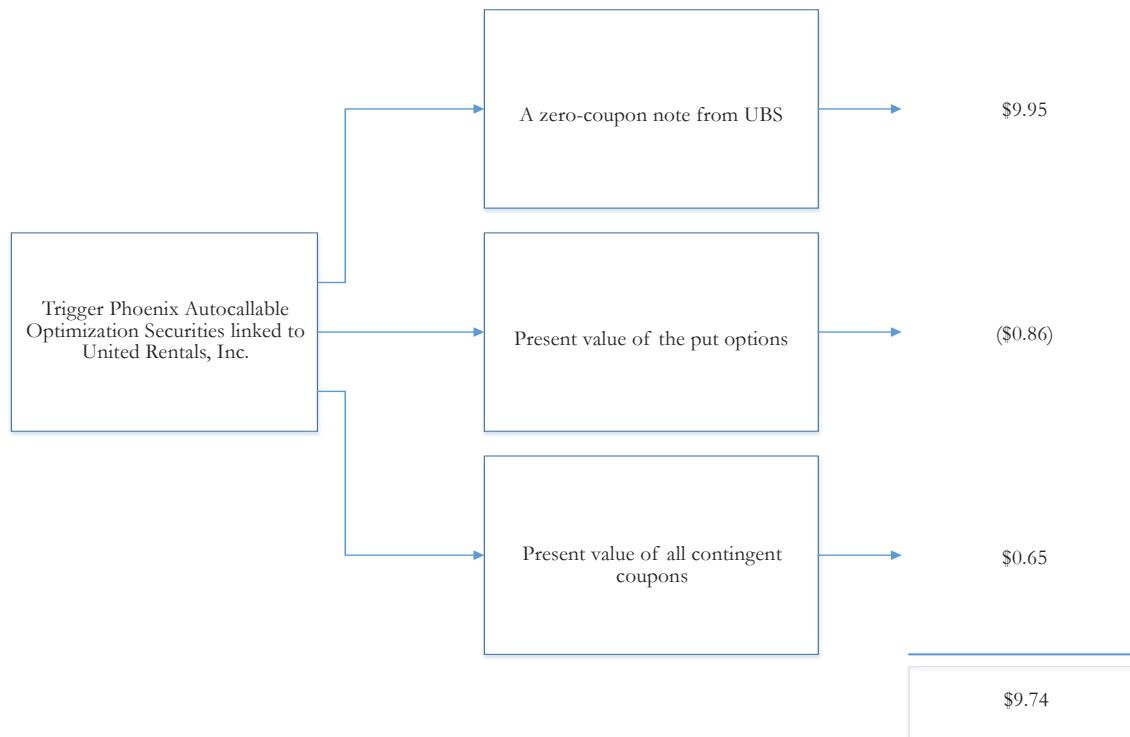 A zero-coupon note from UBS
$9.95
Trigger Phoenix Autocallable
Optimization Securities linked to
United Rentals, Inc.
Present value of the put options
($0.86)
Present value of all contingent
coupons
$0.65
$9.74